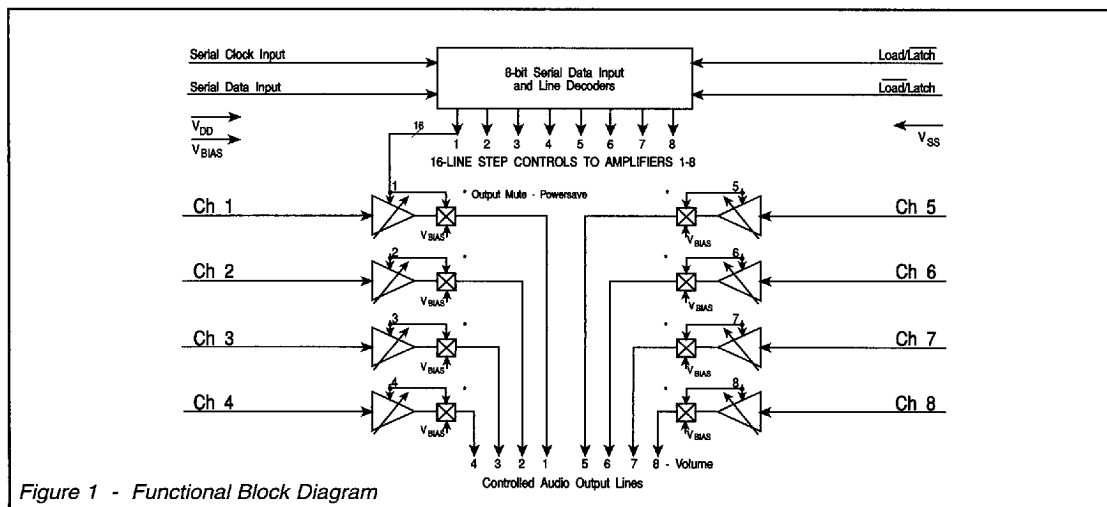 Serial Clock Input
8-bit Serial Data Input
and Line Decoders
Load/L̅a̅t̅c̅h̅
Serial Data Input
L̅o̅a̅d̅/Latch
VDD
VBIAS
VSS
16
1 2 3 4 5 6 7 8
16-LINE STEP CONTROLS TO AMPLIFIERS 1-8
Ch 1
1
* Output Mute - Powersave
VBIAS
*
5
VBIAS
Ch 5
Ch 2
2
*
VBIAS
*
6
VBIAS
Ch 6
Ch 3
3
*
VBIAS
*
7
VBIAS
Ch 7
Ch 4
4
*
VBIAS
*
8
VBIAS
Ch 8
4 3 2 1 5 6 7 8 - Volume
Controlled Audio Output Lines
Figure 1 - Functional Block Diagram